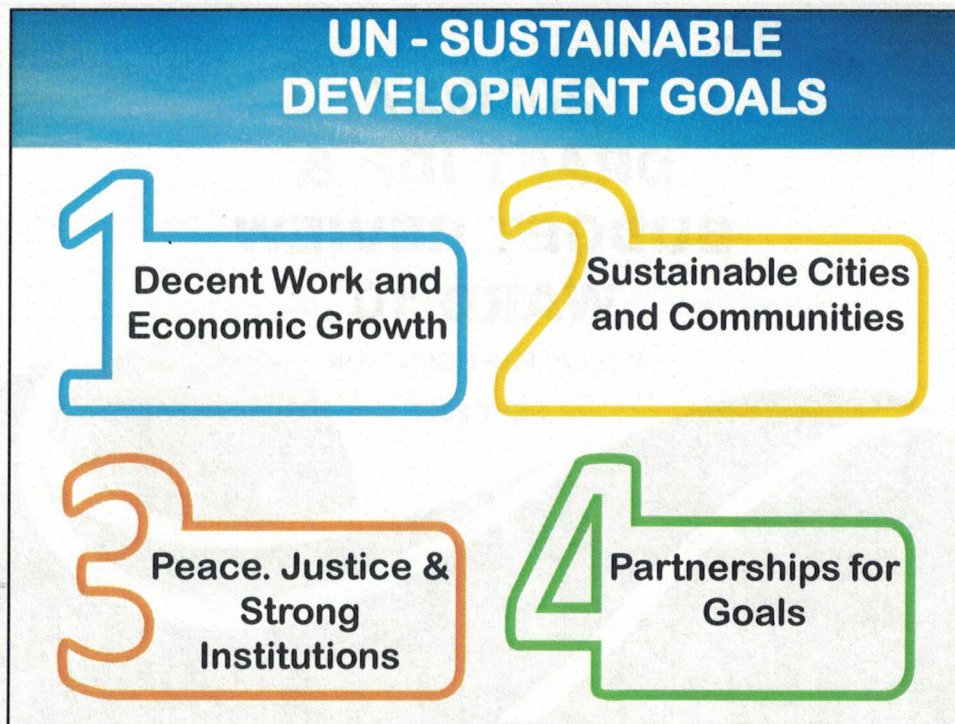 UN - SUSTAINABLE
DEVELOPMENT GOALS
1
Decent Work and
Economic Growth
2
Sustainable Cities
and Communities
3
Peace. Justice &
Strong
Institutions
4
Partnerships for
Goals